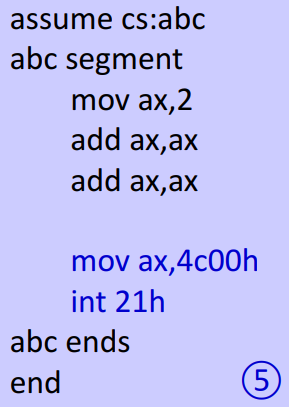 assume cs:abc
abc segment
mov ax,2
add ax,ax
add ax,ax
mov ax,4c00h
int 21h
abc ends
end
⑤